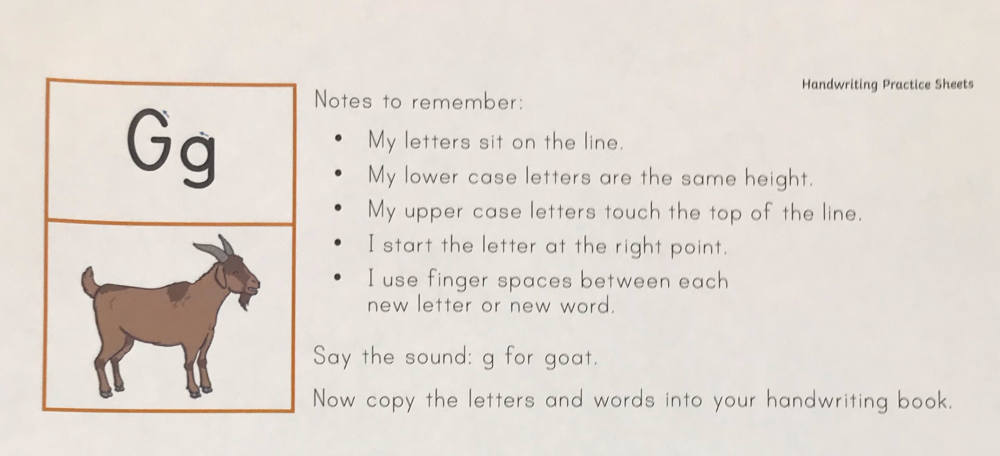 Handwriting Practice Sheets
Gg
Notes to remember:
• My letters sit on the line.
• My lower case letters are the same height.
• My upper case letters touch the top of the line.
• I start the letter at the right point.
• I use finger spaces between each
new letter or new word.
Say the sound: g for goat.
Now copy the letters and words into your handwriting book.